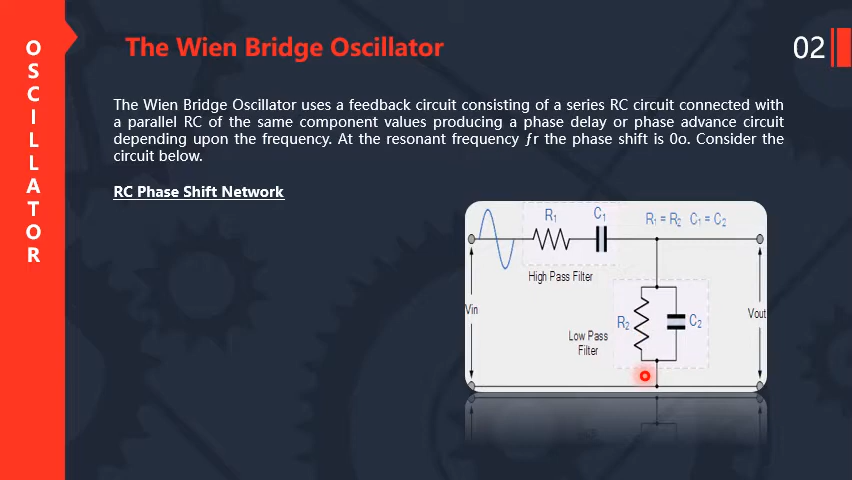 OSCILLATOR
The Wien Bridge Oscillator
02
The Wien Bridge Oscillator uses a feedback circuit consisting of a series RC circuit connected with
a parallel RC of the same component values producing a phase delay or phase advance circuit
depending upon the frequency. At the resonant frequency ƒr the phase shift is 0o. Consider the
circuit below.
RC Phase Shift Network
R₁ C₁ R₁ = R₂ C₁ = C₂
High Pass Filter
Vin
Vout
R₂ C₂
Low Pass
Filter